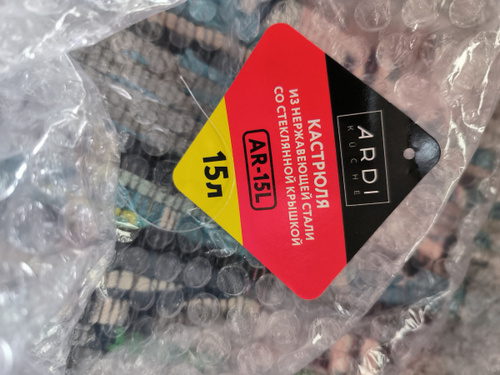 ARDI
KÜCHE
КАСТРЮЛЯ
ИЗ НЕРЖАВЕЮЩЕЙ СТАЛИ
СО СТЕКЛЯННОЙ КРЫШКОЙ
AR-15L
15л